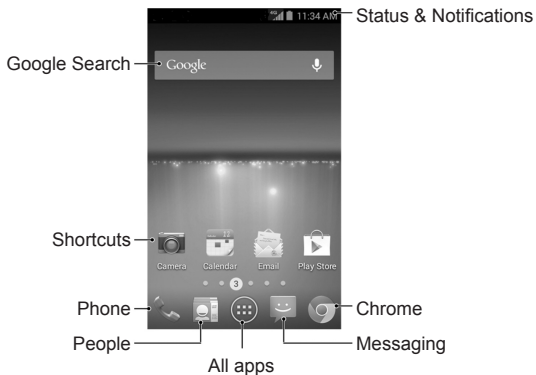 11:34 AM
Status & Notifications
Google Search
Google
Shortcuts
Camera
Calendar
Email
Play Store
3
Phone
Chrome
People
Messaging
All apps